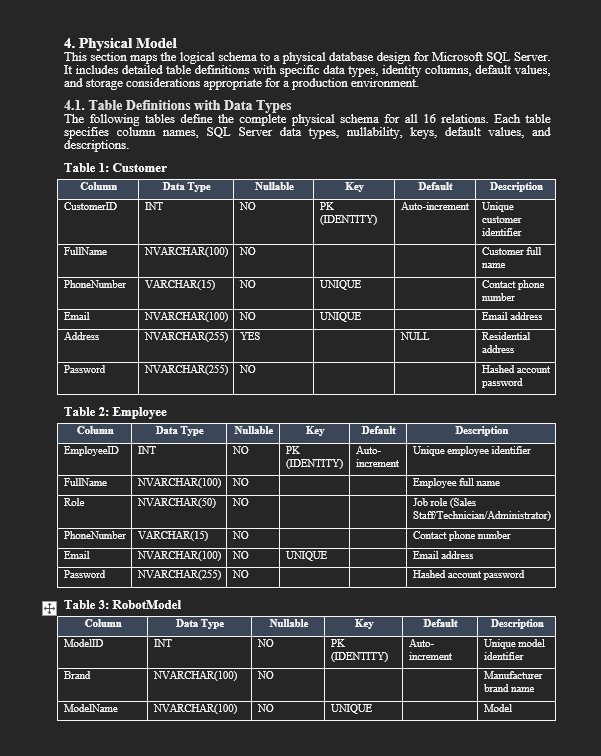 4. Physical Model
This section maps the logical schema to a physical database design for Microsoft SQL Server.
It includes detailed table definitions with specific data types, identity columns, default values,
and storage considerations appropriate for a production environment.
4.1. Table Definitions with Data Types
The following tables define the complete physical schema for all 16 relations. Each table
specifies column names, SQL Server data types, nullability, keys, default values, and
descriptions.
Table 1: Customer
Column Data Type Nullable Key Default Description
CustomerID INT NO PK Auto-increment Unique
(IDENTITY) customer
identifier
FullName NVARCHAR(100) NO Customer full
name
PhoneNumber VARCHAR(15) NO UNIQUE Contact phone
number
Email NVARCHAR(100) NO UNIQUE Email address
Address NVARCHAR(255) YES NULL Residential
address
Password NVARCHAR(255) NO Hashed account
password
Table 2: Employee
Column Data Type Nullable Key Default Description
EmployeeID INT NO PK Auto- Unique employee identifier
(IDENTITY) increment
FullName NVARCHAR(100) NO Employee full name
Role NVARCHAR(50) NO Job role (Sales
Staff/Technician/Administrator)
PhoneNumber VARCHAR(15) NO Contact phone number
Email NVARCHAR(100) NO UNIQUE Email address
Password NVARCHAR(255) NO Hashed account password
Table 3: RobotModel
Column Data Type Nullable Key Default Description
ModelID INT NO PK Auto- Unique model
(IDENTITY) increment identifier
Brand NVARCHAR(100) NO Manufacturer
brand name
ModelName NVARCHAR(100) NO UNIQUE Model